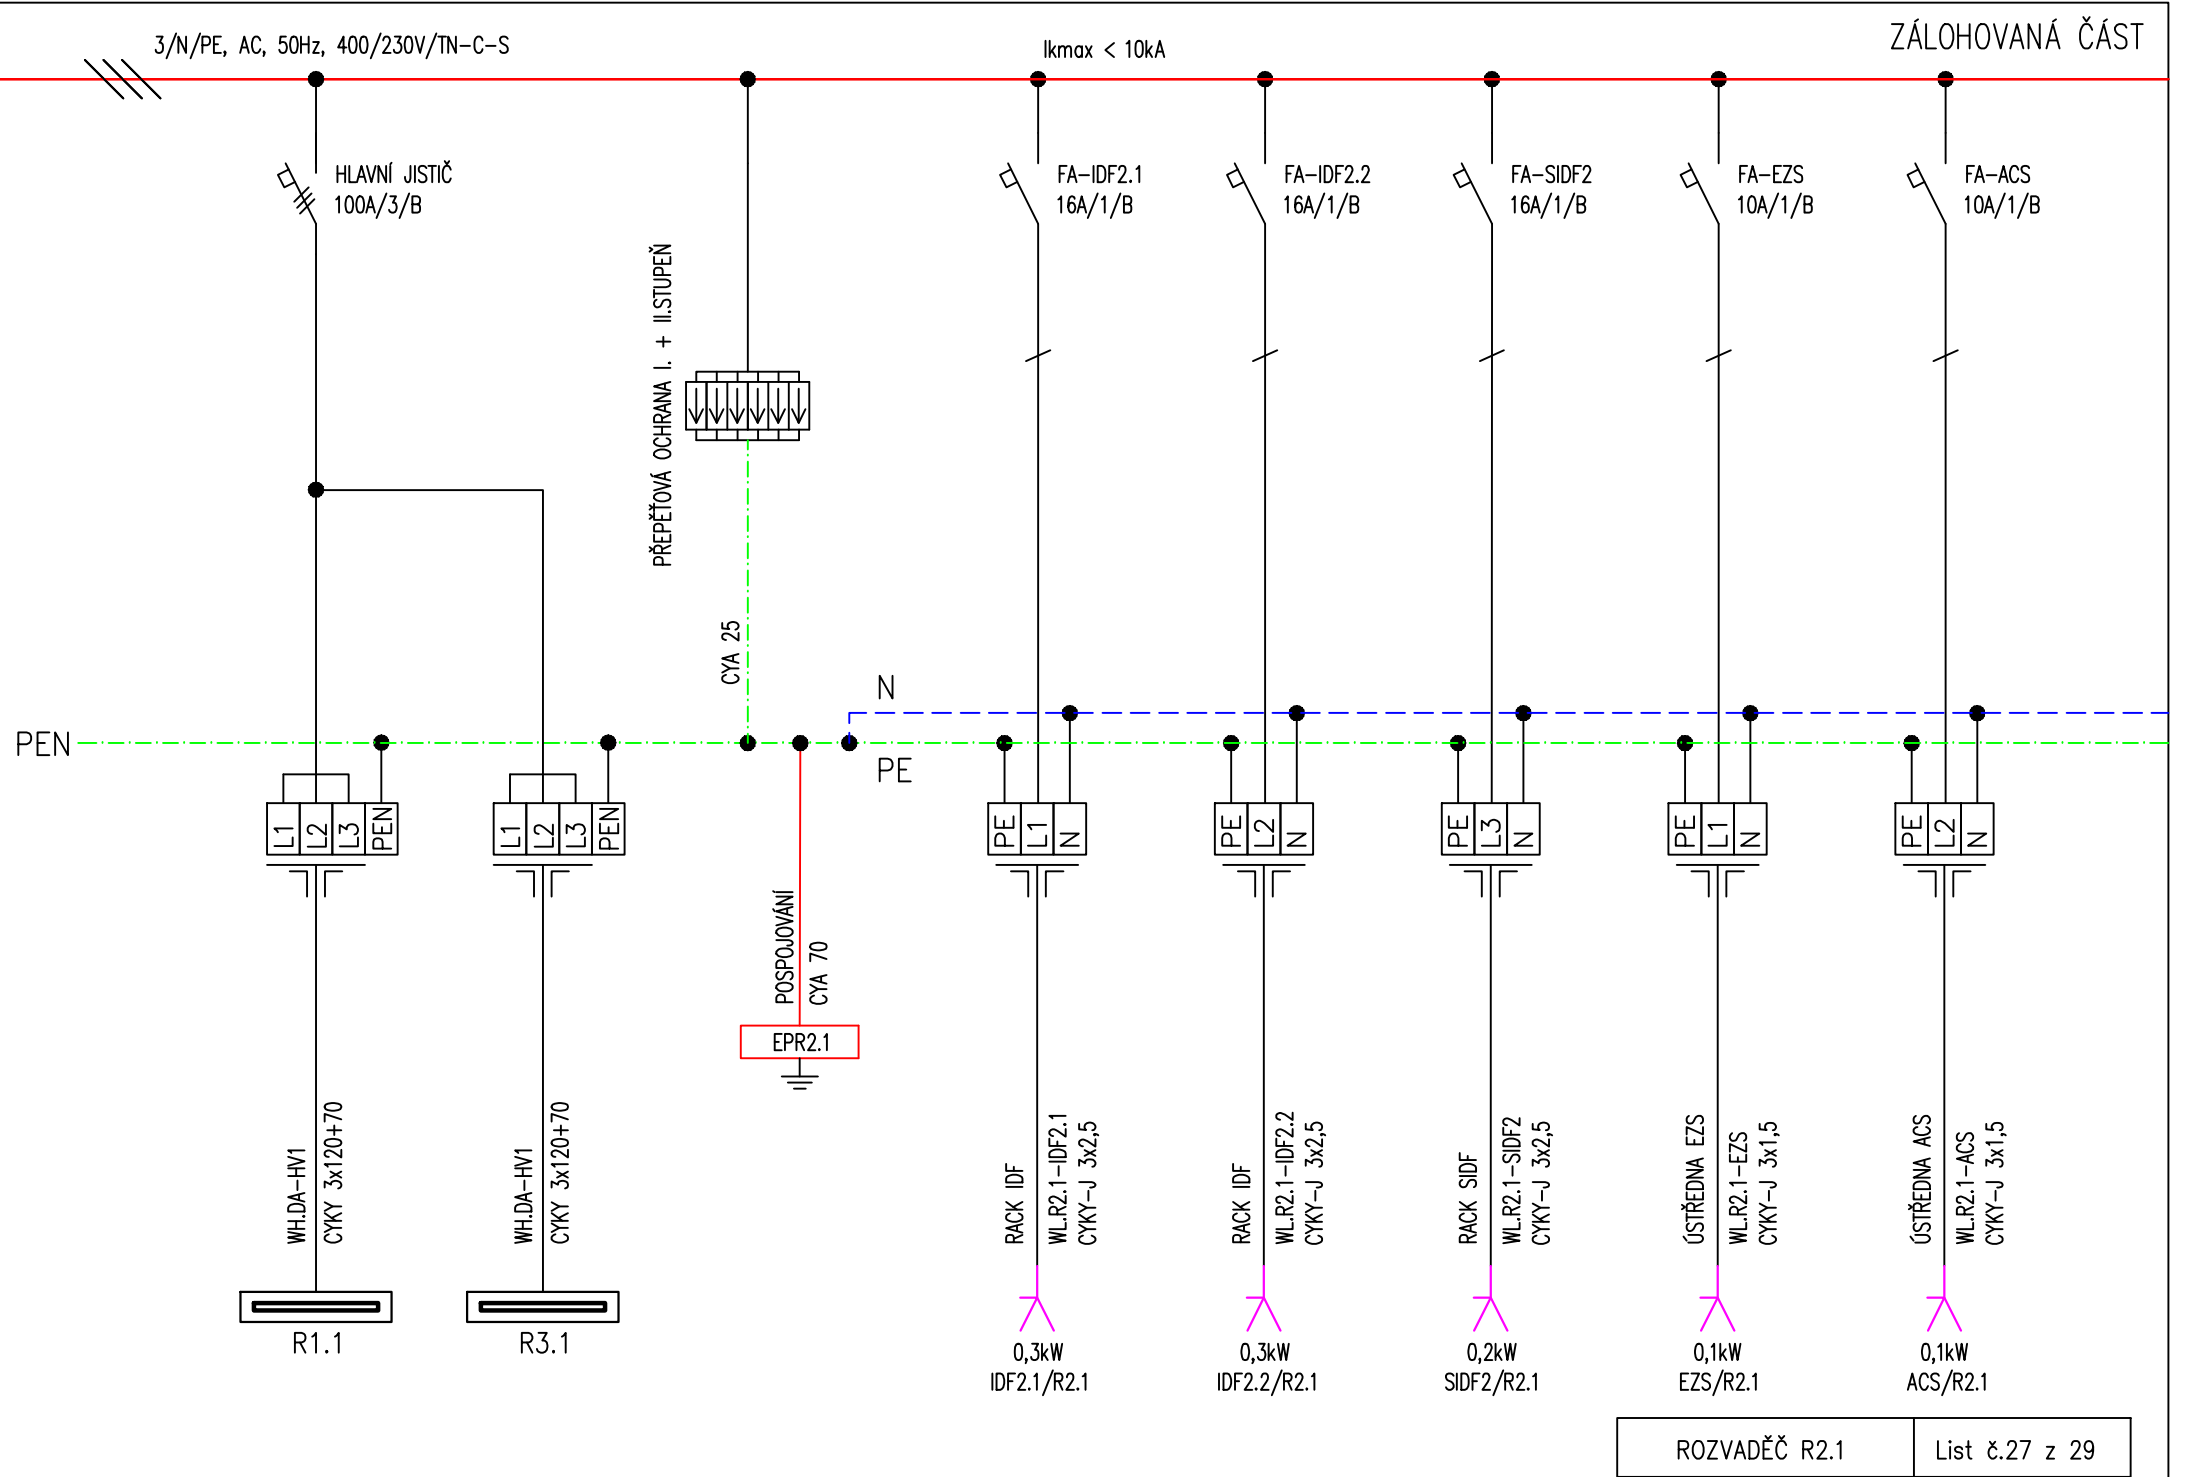 3/N/PE, AC, 50Hz, 400/230V/TN-C-S
Ikmax < 10kA
ZÁLOHOVANÁ ČÁST
HLAVNÍ JISTIČ
100A/3/B
FA-IDF2.1
16A/1/B
FA-IDF2.2
16A/1/B
FA-SIDF2
16A/1/B
FA-EZS
10A/1/B
FA-ACS
10A/1/B
PŘEPĚŤOVÁ OCHRANA I. + II.STUPEŇ
CYA 25
N
PEN
PE
L1 L2 L3 PEN
L1 L2 L3 PEN
PE L1 N
PE L2 N
PE L3 N
PE L1 N
PE L2 N
POSPOJOVÁNÍ
CYA 70
EPR2.1
WH.DA-HV1
CYKY 3x120+70
WH.DA-HV1
CYKY 3x120+70
RACK IDF
WL.R2.1-IDF2.1
CYKY-J 3x2,5
RACK IDF
WL.R2.1-IDF2.2
CYKY-J 3x2,5
RACK SIDF
WL.R2.1-SIDF2
CYKY-J 3x2,5
ÚSTŘEDNA EZS
WL.R2.1-EZS
CYKY-J 3x1,5
ÚSTŘEDNA ACS
WL.R2.1-ACS
CYKY-J 3x1,5
R1.1
R3.1
0,3kW
IDF2.1/R2.1
0,3kW
IDF2.2/R2.1
0,2kW
SIDF2/R2.1
0,1kW
EZS/R2.1
0,1kW
ACS/R2.1
ROZVADĚČ R2.1
List č.27 z 29